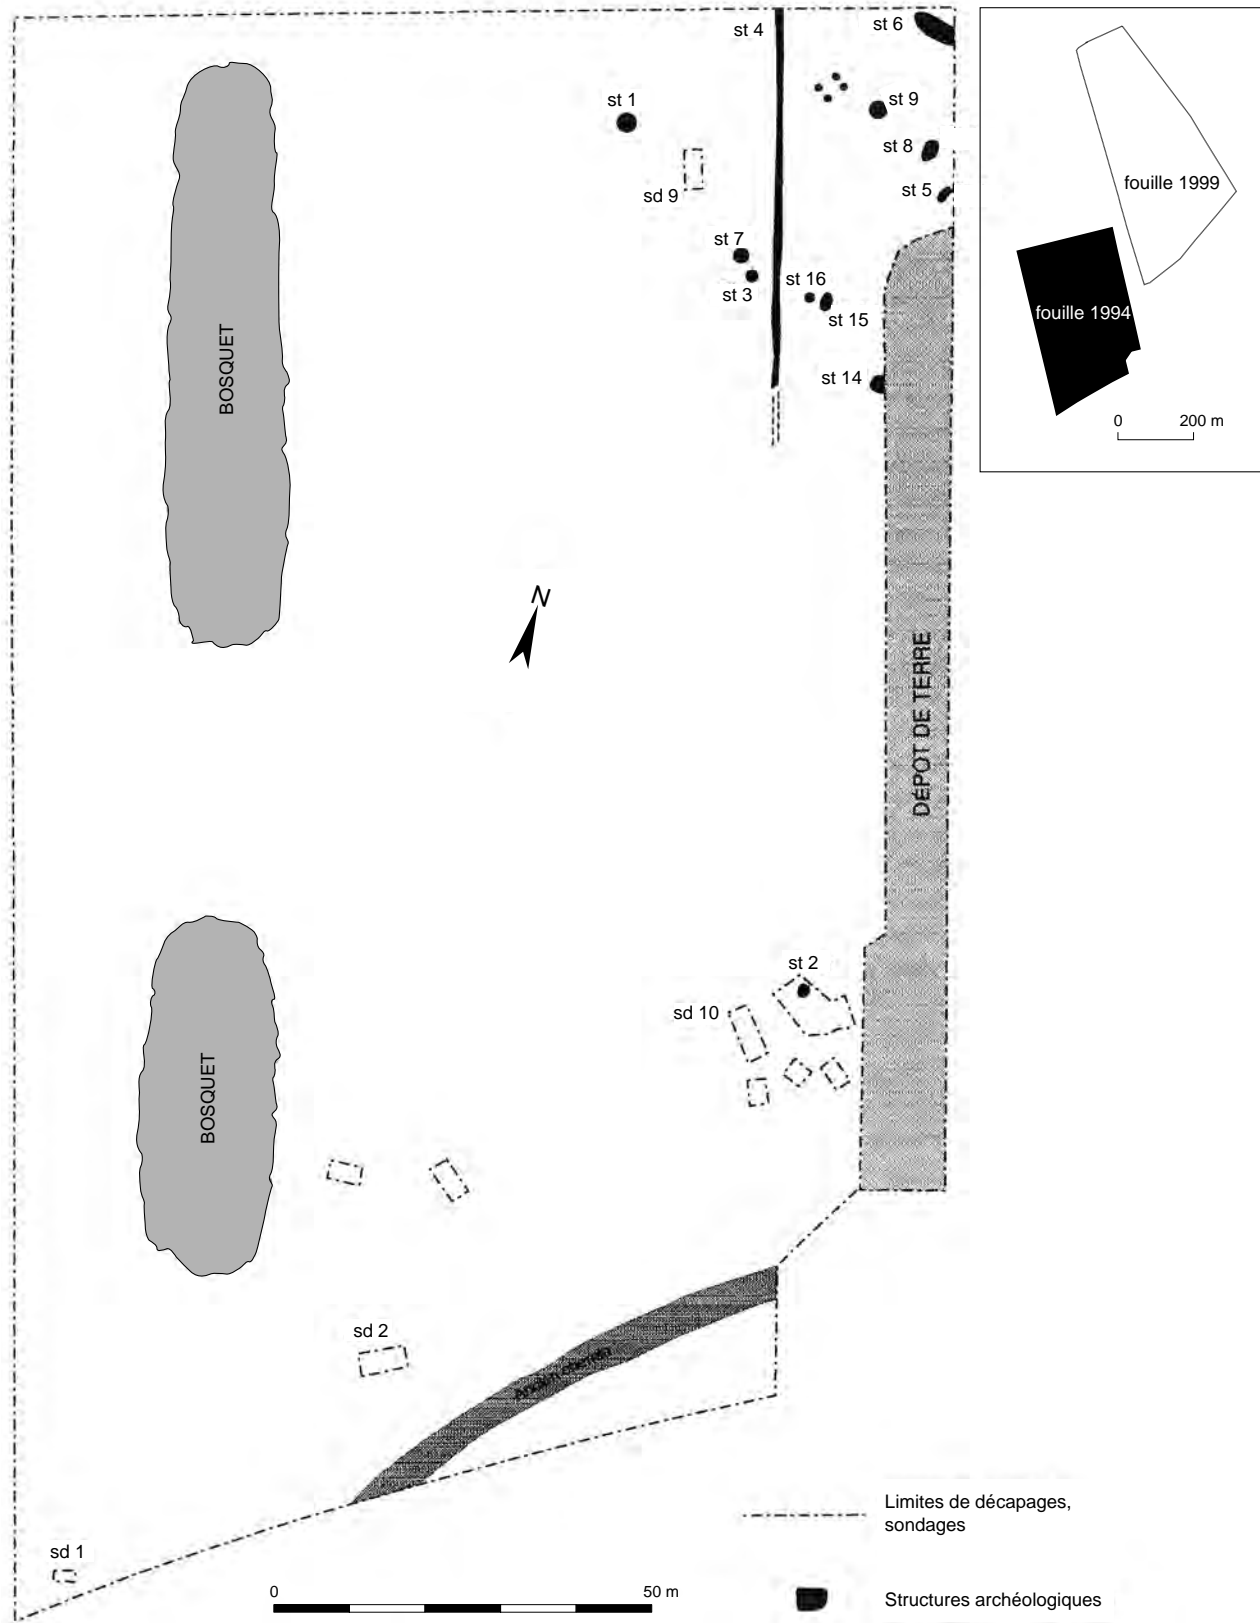 st 4
st 6
st 1
st 9
st 8
sd 9
st 5
st 7
st 3
st 16
st 15
st 14
fouille 1999
fouille 1994
0 200 m
BOSQUET
N
DÉPOT DE TERRE
st 2
sd 10
BOSQUET
sd 2
Ancien chemin
sd 1
0 50 m
Limites de décapages,
sondages
Structures archéologiques